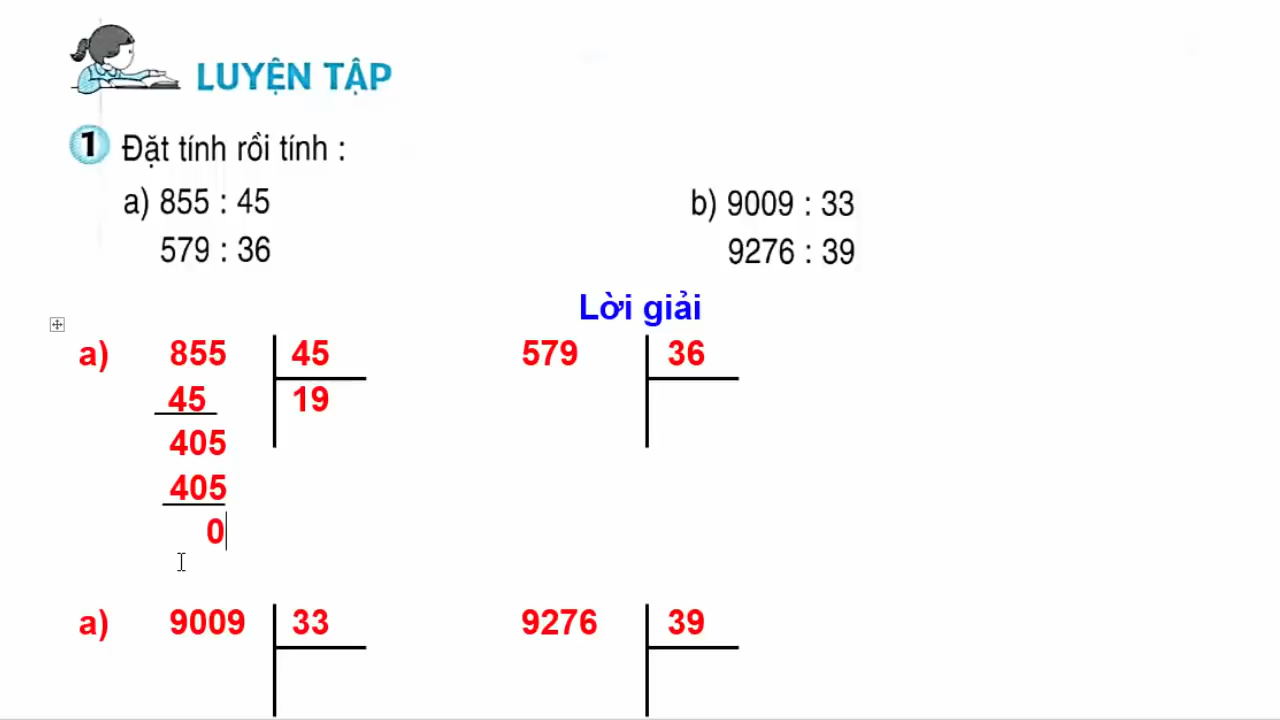 LUYỆN TẬP
1 Đặt tính rồi tính :
a) 855 : 45 b) 9009 : 33
579 : 36 9276 : 39
Lời giải
a) 855 45 579 36
45 19
405
405
0
a) 9009 33 9276 39